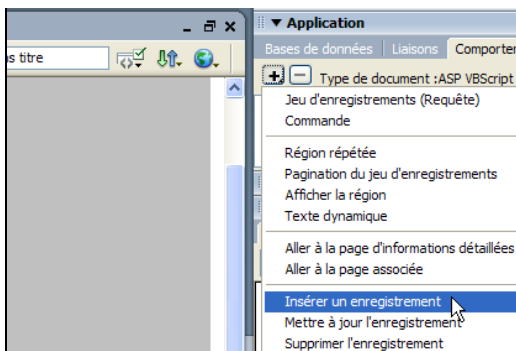 Application
s titre
Bases de données Liaisons Comporter
Type de document :ASP VBScript
Jeu d'enregistrements (Requête)
Commande
Région répétée
Pagination du jeu d'enregistrements
Afficher la région
Texte dynamique
Aller à la page d'informations détaillées
Aller à la page associée
Insérer un enregistrement
Mettre à jour l'enregistrement
Supprimer l'enregistrement